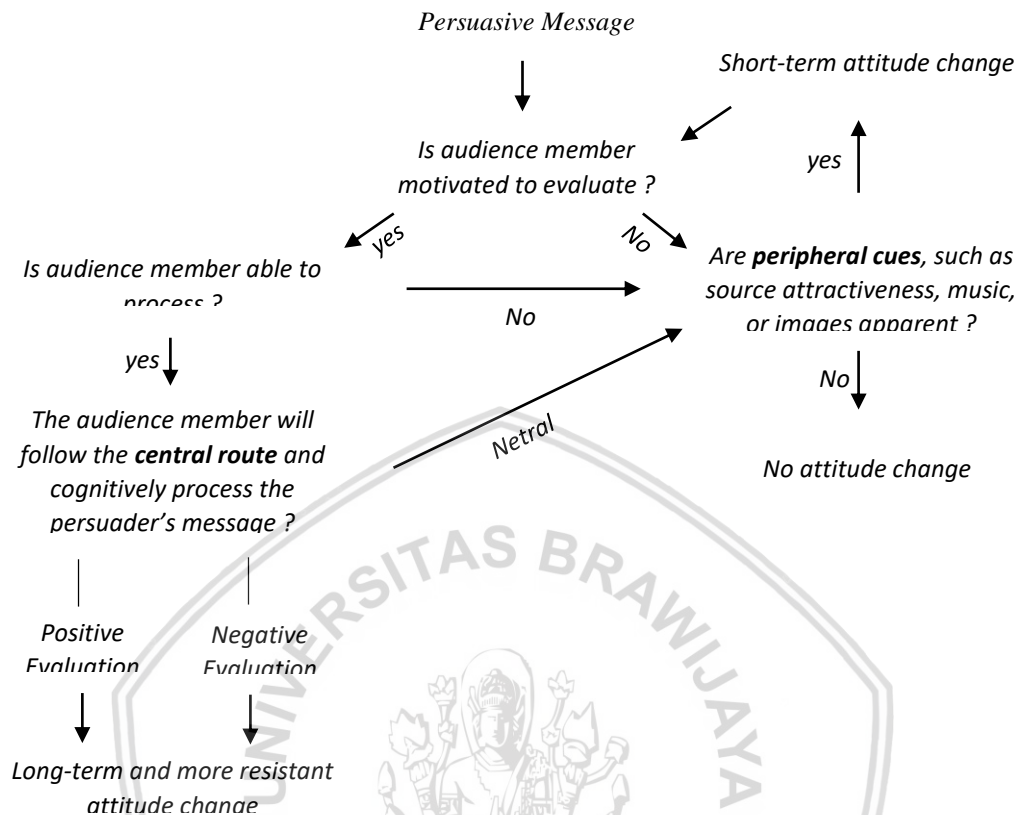 Persuasive Message
Short-term attitude change
Is audience member
motivated to evaluate ?
yes
yes
No
Is audience member able to
process ?
No
Are peripheral cues, such as
source attractiveness, music,
or images apparent ?
yes
No
The audience member will
follow the central route and
cognitively process the
persuader's message ?
Netral
No attitude change
Positive
Evaluation
Negative
Evaluation
Long-term and more resistant
attitude change
UNIVERSITAS BRAWIJAYA